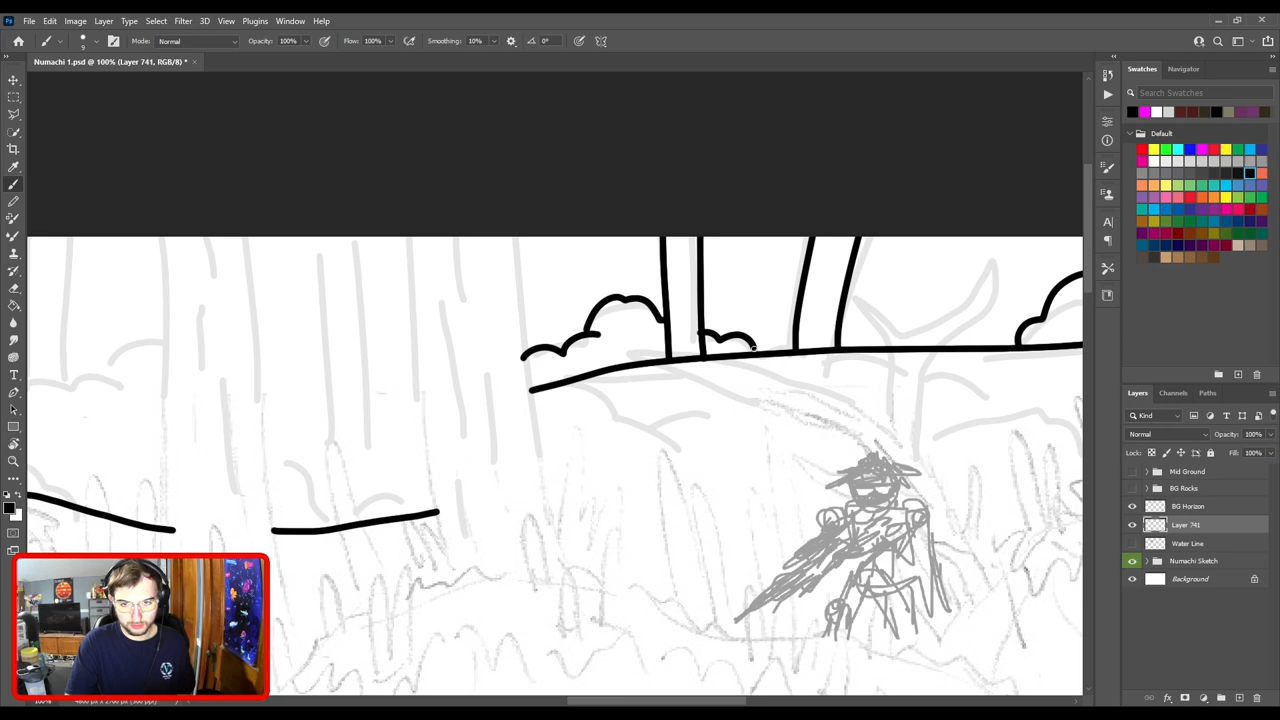 File Edit Image Layer Type Select Filter 3D View Plugins Window Help
Mode: Normal Opacity: 100% Flow: 100% Smoothing: 10% 0°
Numachi 1.psd @ 100% (Layer 741, RGB/8) *
Swatches Navigator
Search Swatches
Default
Layers Channels Paths
Kind
Normal Opacity: 100%
Lock: Fill: 100%
Mid Ground
BG Rocks
BG Horizon
Layer 741
Water Line
Numachi Sketch
Background